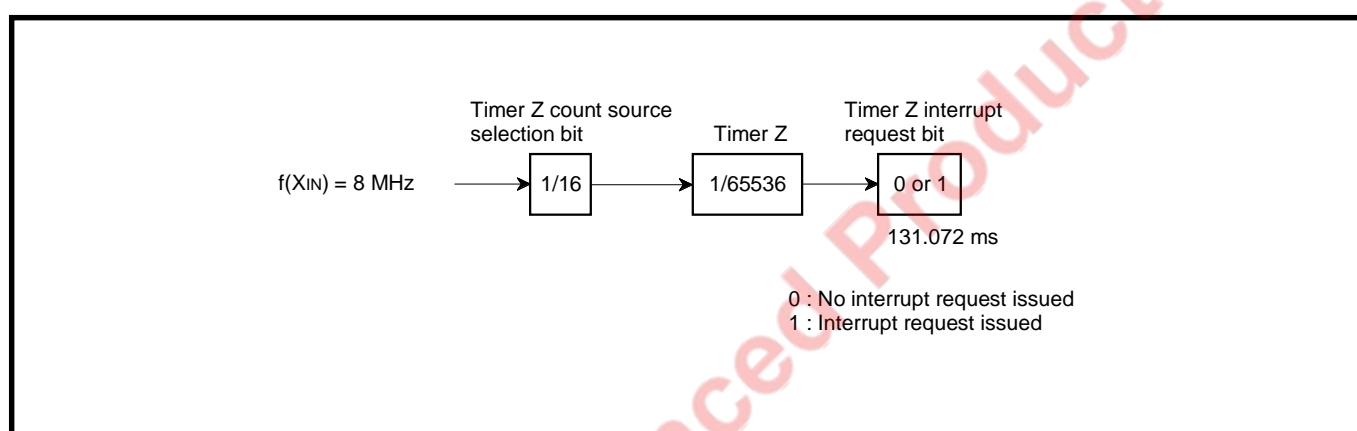 Timer Z count source
selection bit
Timer Z
Timer Z interrupt
request bit
f(XIN) = 8 MHz
1/16
1/65536
0 or 1
131.072 ms
0 : No interrupt request issued
1 : Interrupt request issued